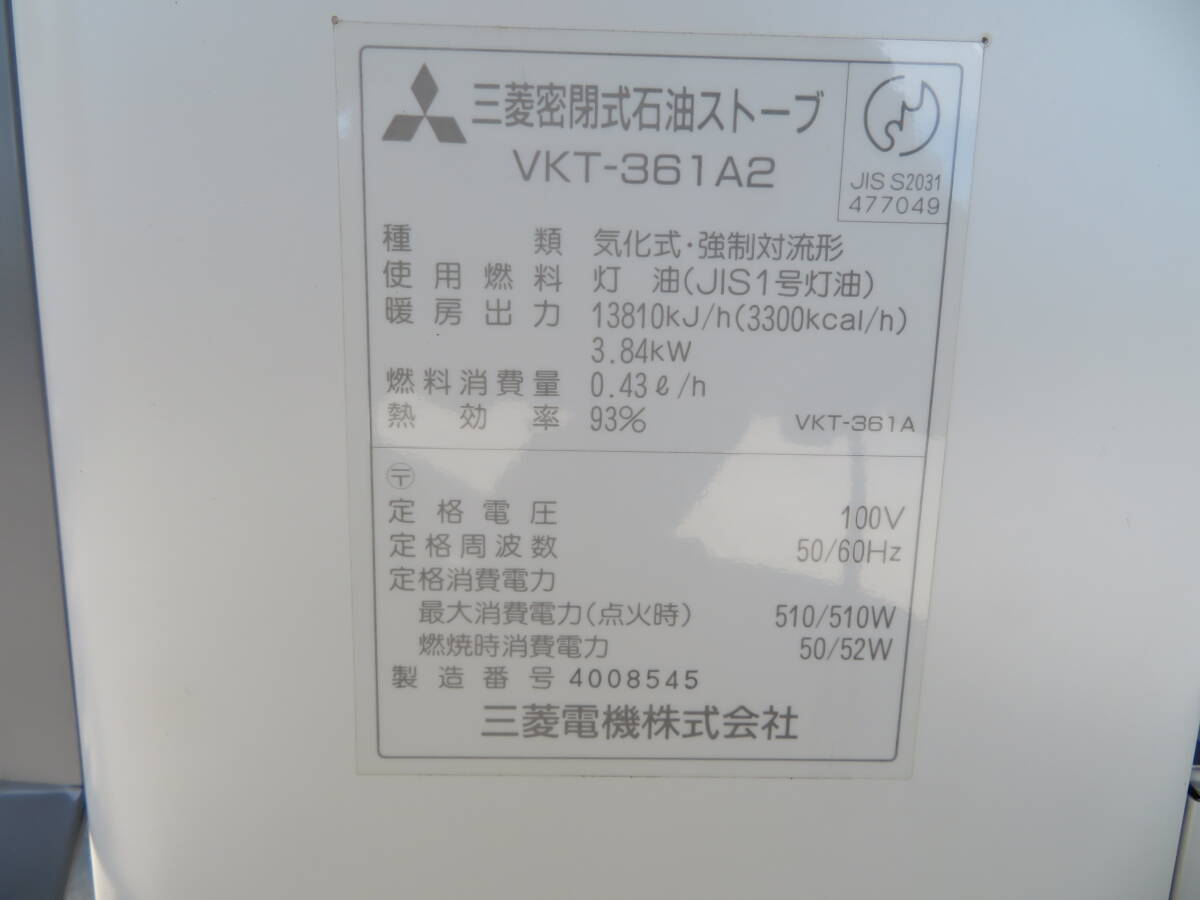 三菱密閉式石油ストーブ
VKT-361A2
JIS S2031
477049
種類 気化式・強制対流形
使用燃料 灯油(JIS1号灯油)
暖房出力 13810kJ/h(3300kcal/h)
3.84kW
燃料消費量 0.43ℓ/h
熱効率 93% VKT-361A
〶
定格電圧 100V
定格周波数 50/60Hz
定格消費電力
最大消費電力(点火時) 510/510W
燃焼時消費電力 50/52W
製造番号 4008545
三菱電機株式会社